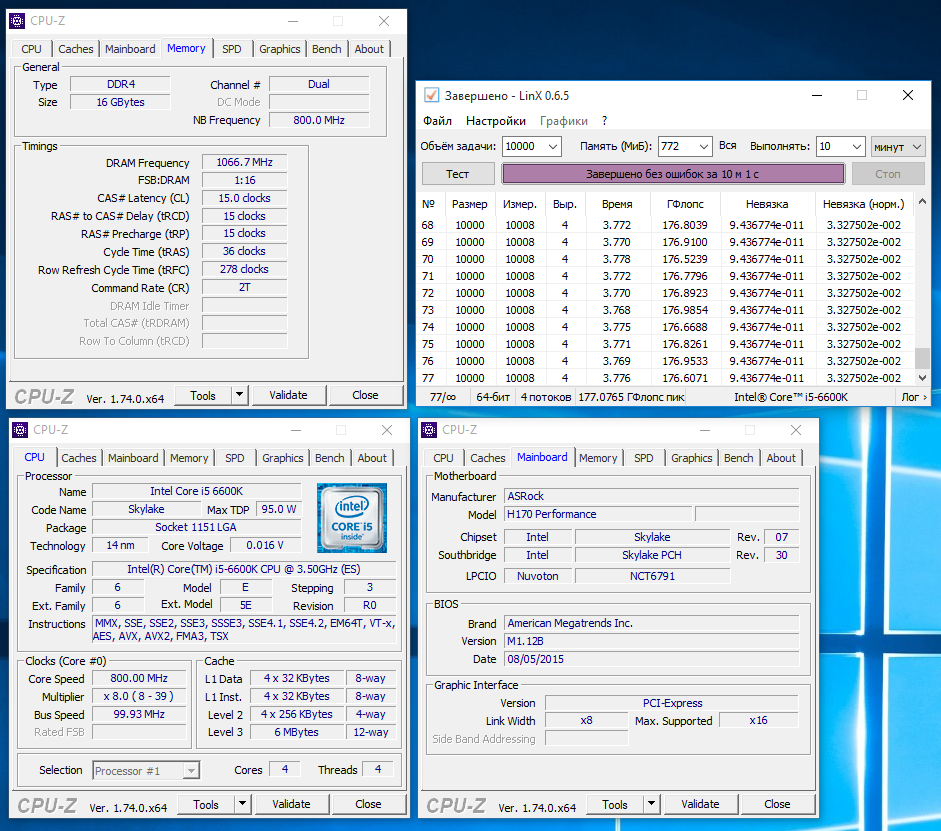 CPU-Z
CPU Caches Mainboard Memory SPD Graphics Bench About
General
Type DDR4 Channel # Dual
Size 16 GBytes DC Mode
NB Frequency 800.0 MHz
Timings
DRAM Frequency 1066.7 MHz
FSB:DRAM 1:16
CAS# Latency (CL) 15.0 clocks
RAS# to CAS# Delay (tRCD) 15 clocks
RAS# Precharge (tRP) 15 clocks
Cycle Time (tRAS) 36 clocks
Row Refresh Cycle Time (tRFC) 278 clocks
Command Rate (CR) 2T
DRAM Idle Timer
Total CAS# (tRDRAM)
Row To Column (tRCD)
CPU-Z Ver. 1.74.0.x64 Tools Validate Close
Завершено - LinX 0.6.5
Файл Настройки Графики ?
Объём задачи: 10000 Память (МиБ): 772 Вся Выполнять: 10 минут
Тест Завершено без ошибок за 10 м 1 с Стоп
№ Размер Измер. Выр. Время ГФлопс Невязка Невязка (норм.)
68 10000 10008 4 3.772 176.8039 9.436774e-011 3.327502e-002
69 10000 10008 4 3.770 176.9100 9.436774e-011 3.327502e-002
70 10000 10008 4 3.778 176.5239 9.436774e-011 3.327502e-002
71 10000 10008 4 3.772 176.7796 9.436774e-011 3.327502e-002
72 10000 10008 4 3.770 176.8923 9.436774e-011 3.327502e-002
73 10000 10008 4 3.768 176.9854 9.436774e-011 3.327502e-002
74 10000 10008 4 3.775 176.6688 9.436774e-011 3.327502e-002
75 10000 10008 4 3.771 176.8261 9.436774e-011 3.327502e-002
76 10000 10008 4 3.769 176.9533 9.436774e-011 3.327502e-002
77 10000 10008 4 3.776 176.6071 9.436774e-011 3.327502e-002
77/∞ 64-бит 4 потоков 177.0765 ГФлопс пик Intel® Core™ i5-6600K Лог ›
CPU-Z
CPU Caches Mainboard Memory SPD Graphics Bench About
Processor
Name Intel Core i5 6600K
Code Name Skylake Max TDP 95.0 W
Package Socket 1151 LGA
Technology 14 nm Core Voltage 0.016 V
intel
CORE i5
inside™
Specification Intel(R) Core(TM) i5-6600K CPU @ 3.50GHz (ES)
Family 6 Model E Stepping 3
Ext. Family 6 Ext. Model 5E Revision R0
Instructions MMX, SSE, SSE2, SSE3, SSSE3, SSE4.1, SSE4.2, EM64T, VT-x,
AES, AVX, AVX2, FMA3, TSX
Clocks (Core #0)
Core Speed 800.00 MHz
Multiplier x 8.0 ( 8 - 39 )
Bus Speed 99.93 MHz
Rated FSB
Cache
L1 Data 4 x 32 KBytes 8-way
L1 Inst. 4 x 32 KBytes 8-way
Level 2 4 x 256 KBytes 4-way
Level 3 6 MBytes 12-way
Selection Processor #1 Cores 4 Threads 4
CPU-Z Ver. 1.74.0.x64 Tools Validate Close
CPU-Z
CPU Caches Mainboard Memory SPD Graphics Bench About
Motherboard
Manufacturer ASRock
Model H170 Performance
Chipset Intel Skylake Rev. 07
Southbridge Intel Skylake PCH Rev. 30
LPCIO Nuvoton NCT6791
BIOS
Brand American Megatrends Inc.
Version M1.12B
Date 08/05/2015
Graphic Interface
Version PCI-Express
Link Width x8 Max. Supported x16
Side Band Addressing
CPU-Z Ver. 1.74.0.x64 Tools Validate Close